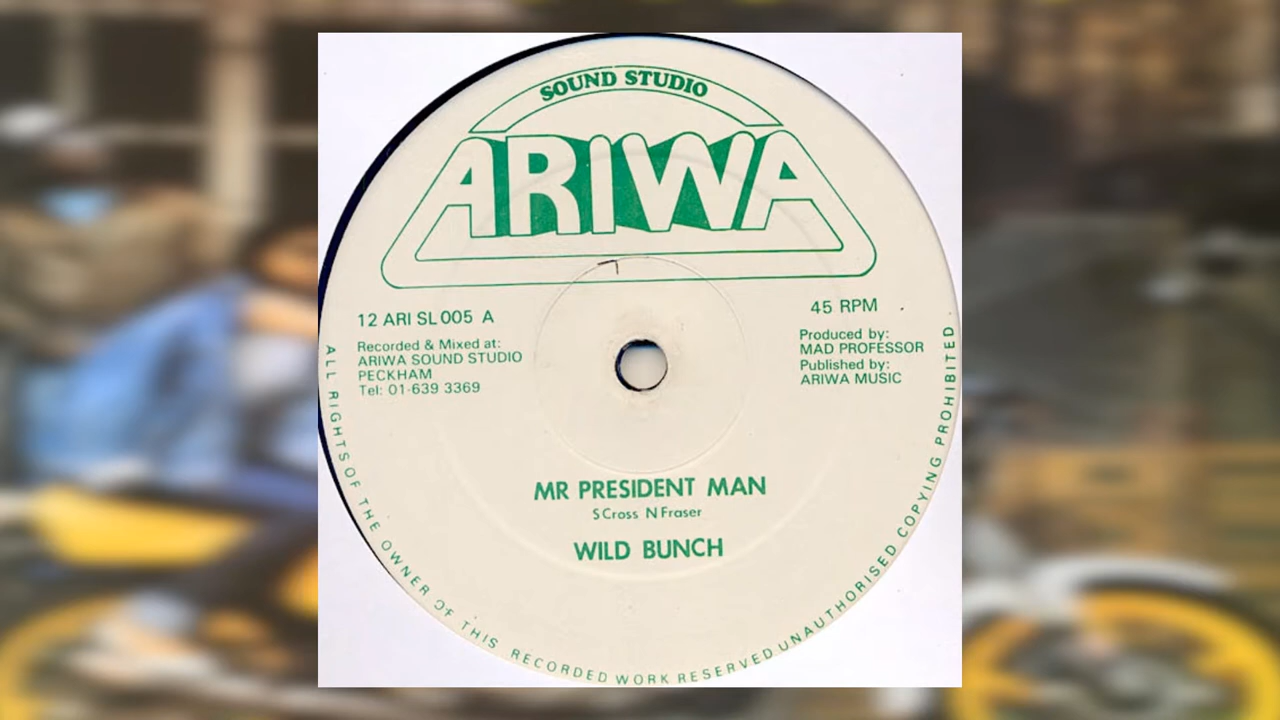 SOUND STUDIO
ARIWA
12 ARI SL 005 A
Recorded & Mixed at:
ARIWA SOUND STUDIO
PECKHAM
Tel: 01-639 3369
45 RPM
Produced by:
MAD PROFESSOR
Published by:
ARIWA MUSIC
MR PRESIDENT MAN
S Cross N Fraser
WILD BUNCH
ALL RIGHTS OF THE OWNER OF THIS RECORDED WORK RESERVED UNAUTHORISED COPYING PROHIBITED